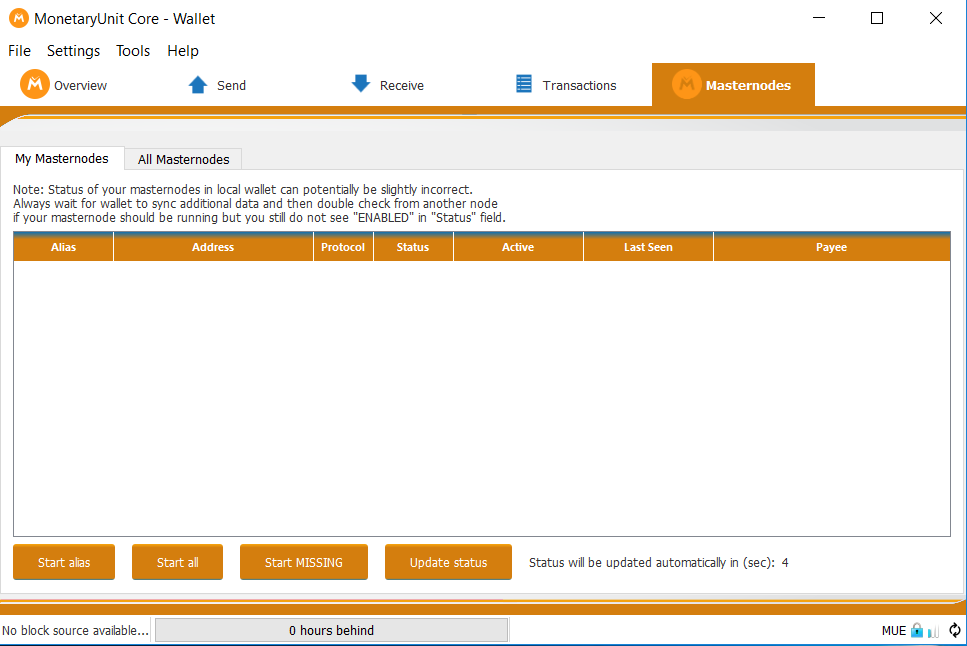 MonetaryUnit Core - Wallet
File Settings Tools Help
Overview Send Receive Transactions Masternodes
My Masternodes All Masternodes
Note: Status of your masternodes in local wallet can potentially be slightly incorrect.
Always wait for wallet to sync additional data and then double check from another node
if your masternode should be running but you still do not see "ENABLED" in "Status" field.
Alias Address Protocol Status Active Last Seen Payee
Start alias Start all Start MISSING Update status Status will be updated automatically in (sec): 4
No block source available... 0 hours behind MUE